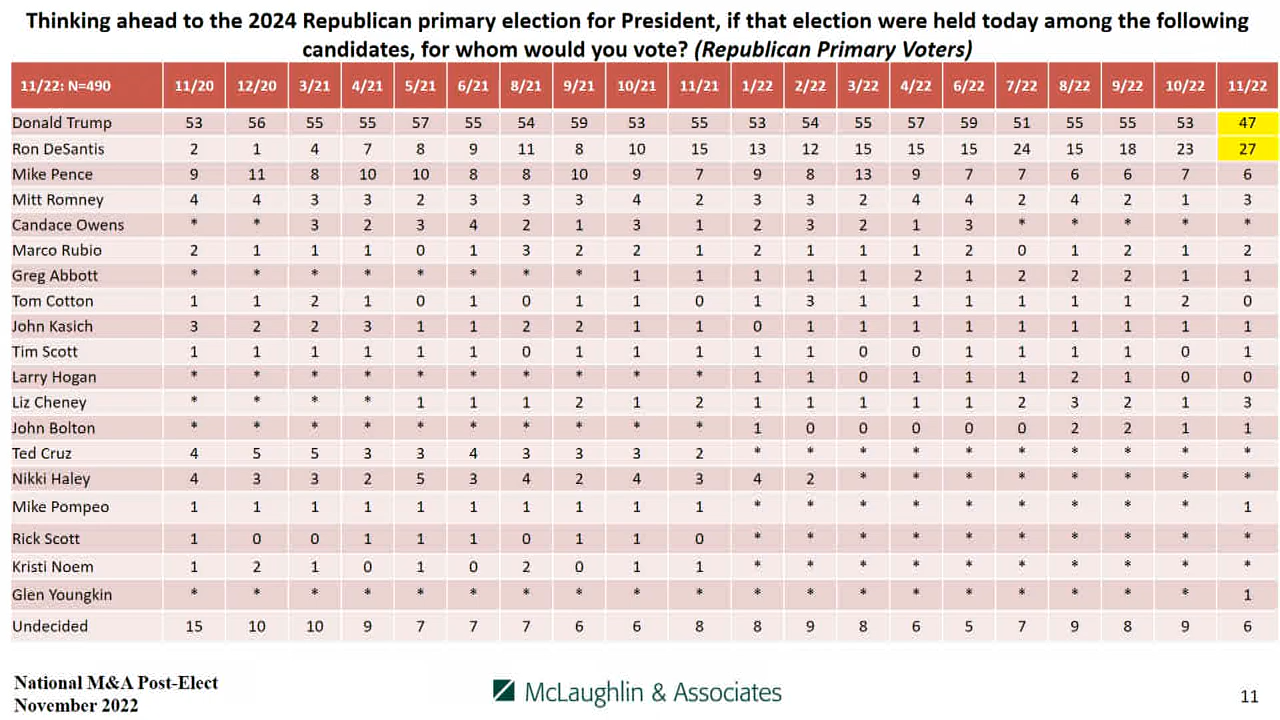 Thinking ahead to the 2024 Republican primary election for President, if that election were held today among the following
candidates, for whom would you vote? (Republican Primary Voters)
11/22: N=490 11/20 12/20 3/21 4/21 5/21 6/21 8/21 9/21 10/21 11/21 1/22 2/22 3/22 4/22 6/22 7/22 8/22 9/22 10/22 11/22
Donald Trump 53 56 55 55 57 55 54 59 53 55 53 54 55 57 59 51 55 55 53 47
Ron DeSantis 2 1 4 7 8 9 11 8 10 15 13 12 15 15 15 24 15 18 23 27
Mike Pence 9 11 8 10 10 8 8 10 9 7 9 8 13 9 7 7 6 6 7 6
Mitt Romney 4 4 3 3 2 3 3 3 4 2 3 3 2 4 4 2 4 2 1 3
Candace Owens * * 3 2 3 4 2 1 3 1 2 3 2 1 3 * * * * *
Marco Rubio 2 1 1 1 0 1 3 2 2 1 2 1 1 1 2 0 1 2 1 2
Greg Abbott * * * * * * * * 1 1 1 1 1 2 1 2 2 2 1 1
Tom Cotton 1 1 2 1 0 1 0 1 1 0 1 3 1 1 1 1 1 1 2 0
John Kasich 3 2 2 3 1 1 2 2 1 1 0 1 1 1 1 1 1 1 1 1
Tim Scott 1 1 1 1 1 1 0 1 1 1 1 1 0 0 1 1 1 1 0 1
Larry Hogan * * * * * * * * * * 1 1 0 1 1 1 2 1 0 0
Liz Cheney * * * * 1 1 1 2 1 2 1 1 1 1 1 2 3 2 1 3
John Bolton * * * * * * * * * * 1 0 0 0 0 0 2 2 1 1
Ted Cruz 4 5 5 3 3 4 3 3 3 2 * * * * * * * * * *
Nikki Haley 4 3 3 2 5 3 4 2 4 3 4 2 * * * * * * * *
Mike Pompeo 1 1 1 1 1 1 1 1 1 1 * * * * * * * * * 1
Rick Scott 1 0 0 1 1 1 0 1 1 0 * * * * * * * * * *
Kristi Noem 1 2 1 0 1 0 2 0 1 1 * * * * * * * * * *
Glen Youngkin * * * * * * * * * * * * * * * * * * * 1
Undecided 15 10 10 9 7 7 7 6 6 8 8 9 8 6 5 7 9 8 9 6
National M&A Post-Elect
November 2022
McLaughlin & Associates
11